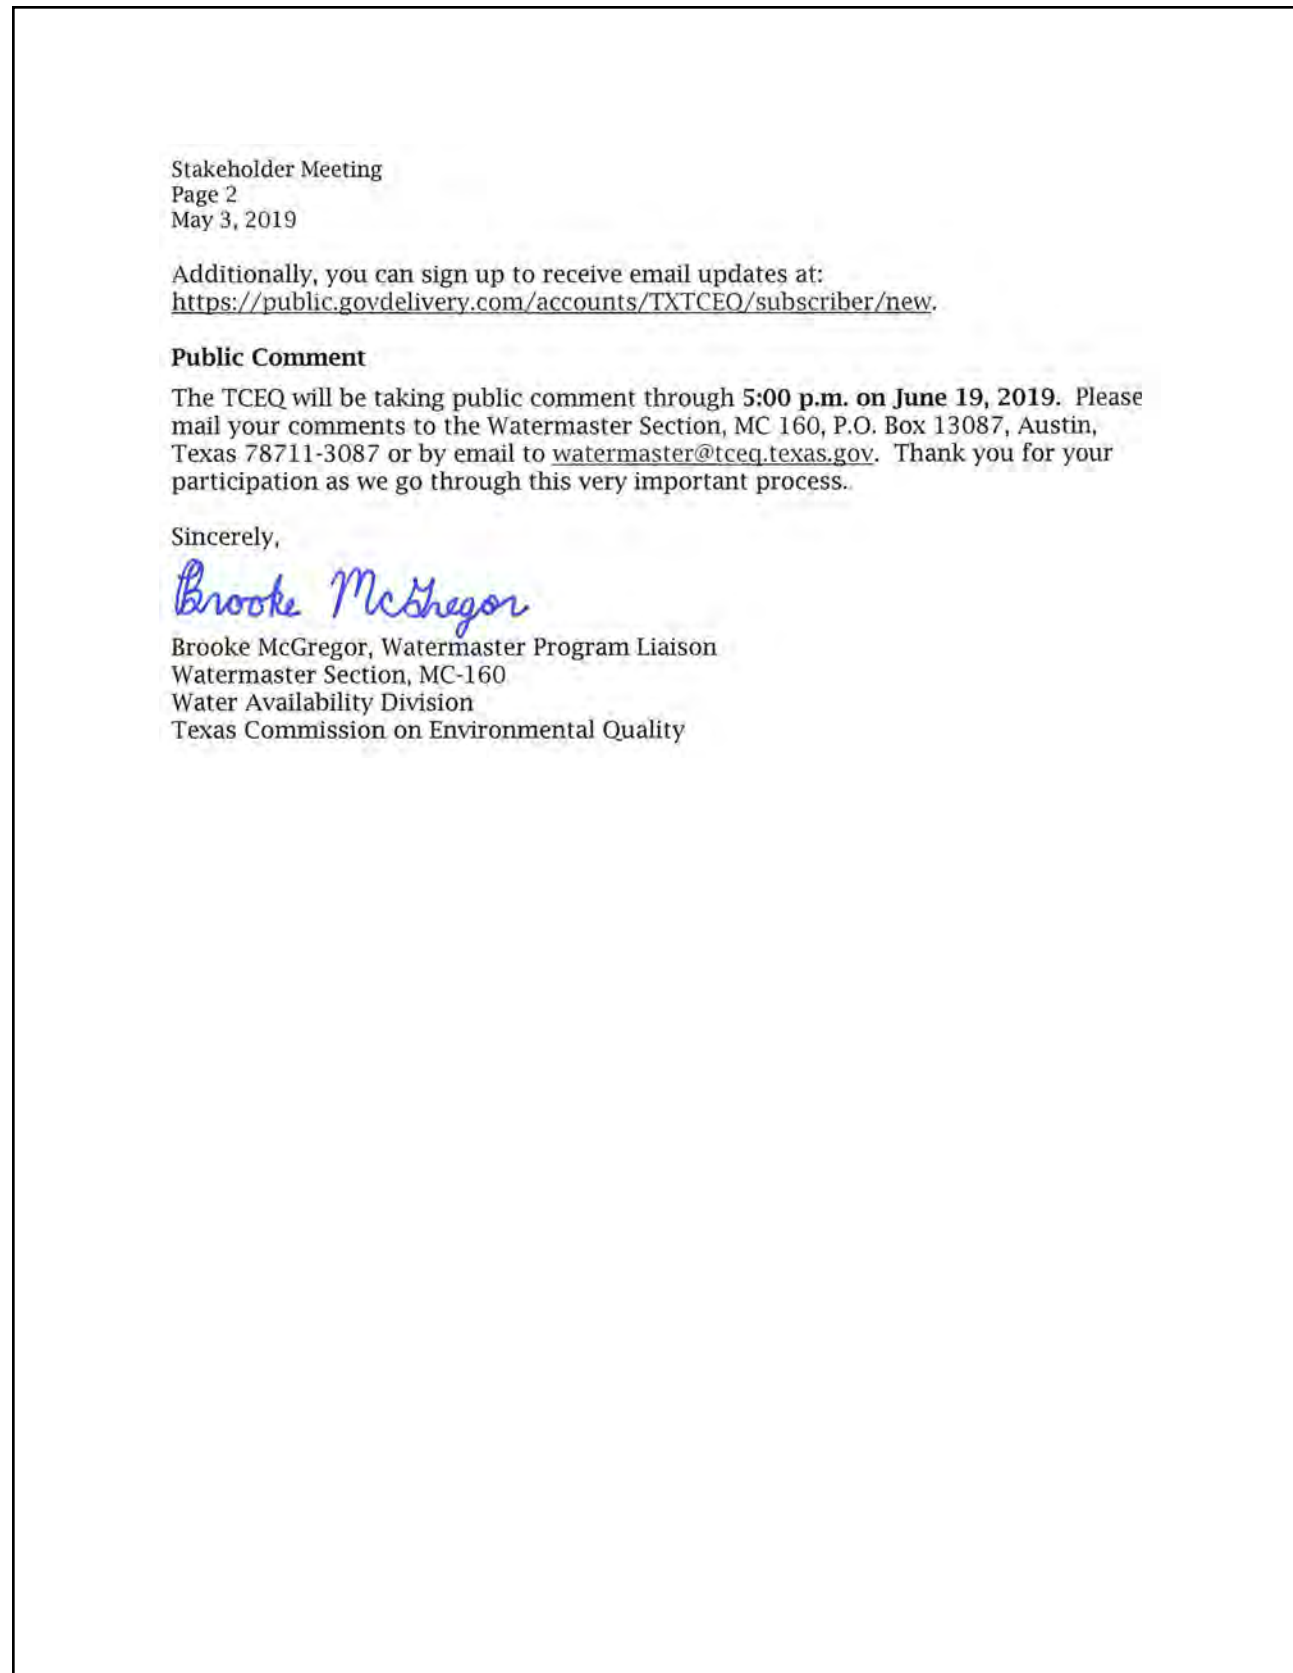 Stakeholder Meeting
Page 2
May 3, 2019
Additionally, you can sign up to receive email updates at:
https://public.govdelivery.com/accounts/TXTCEQ/subscriber/new.
Public Comment
The TCEQ will be taking public comment through 5:00 p.m. on June 19, 2019. Please
mail your comments to the Watermaster Section, MC 160, P.O. Box 13087, Austin,
Texas 78711-3087 or by email to watermaster@tceq.texas.gov. Thank you for your
participation as we go through this very important process.
Sincerely,
Brooke McGregor
Brooke McGregor, Watermaster Program Liaison
Watermaster Section, MC-160
Water Availability Division
Texas Commission on Environmental Quality